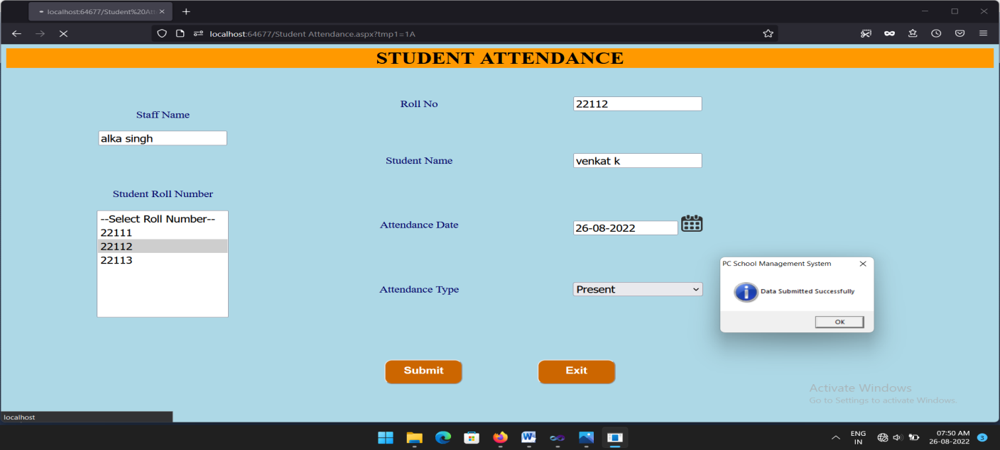 localhost:64677/Student%20Att
localhost:64677/Student Attendance.aspx?tmp1=1A
STUDENT ATTENDANCE
Staff Name
alka singh
Student Roll Number
--Select Roll Number--
22111
22112
22113
Roll No
22112
Student Name
venkat k
Attendance Date
26-08-2022
Attendance Type
Present
Submit
Exit
PC School Management System
Data Submitted Successfully
OK
Activate Windows
Go to Settings to activate Windows.
localhost
ENG
IN
07:50 AM
26-08-2022
3